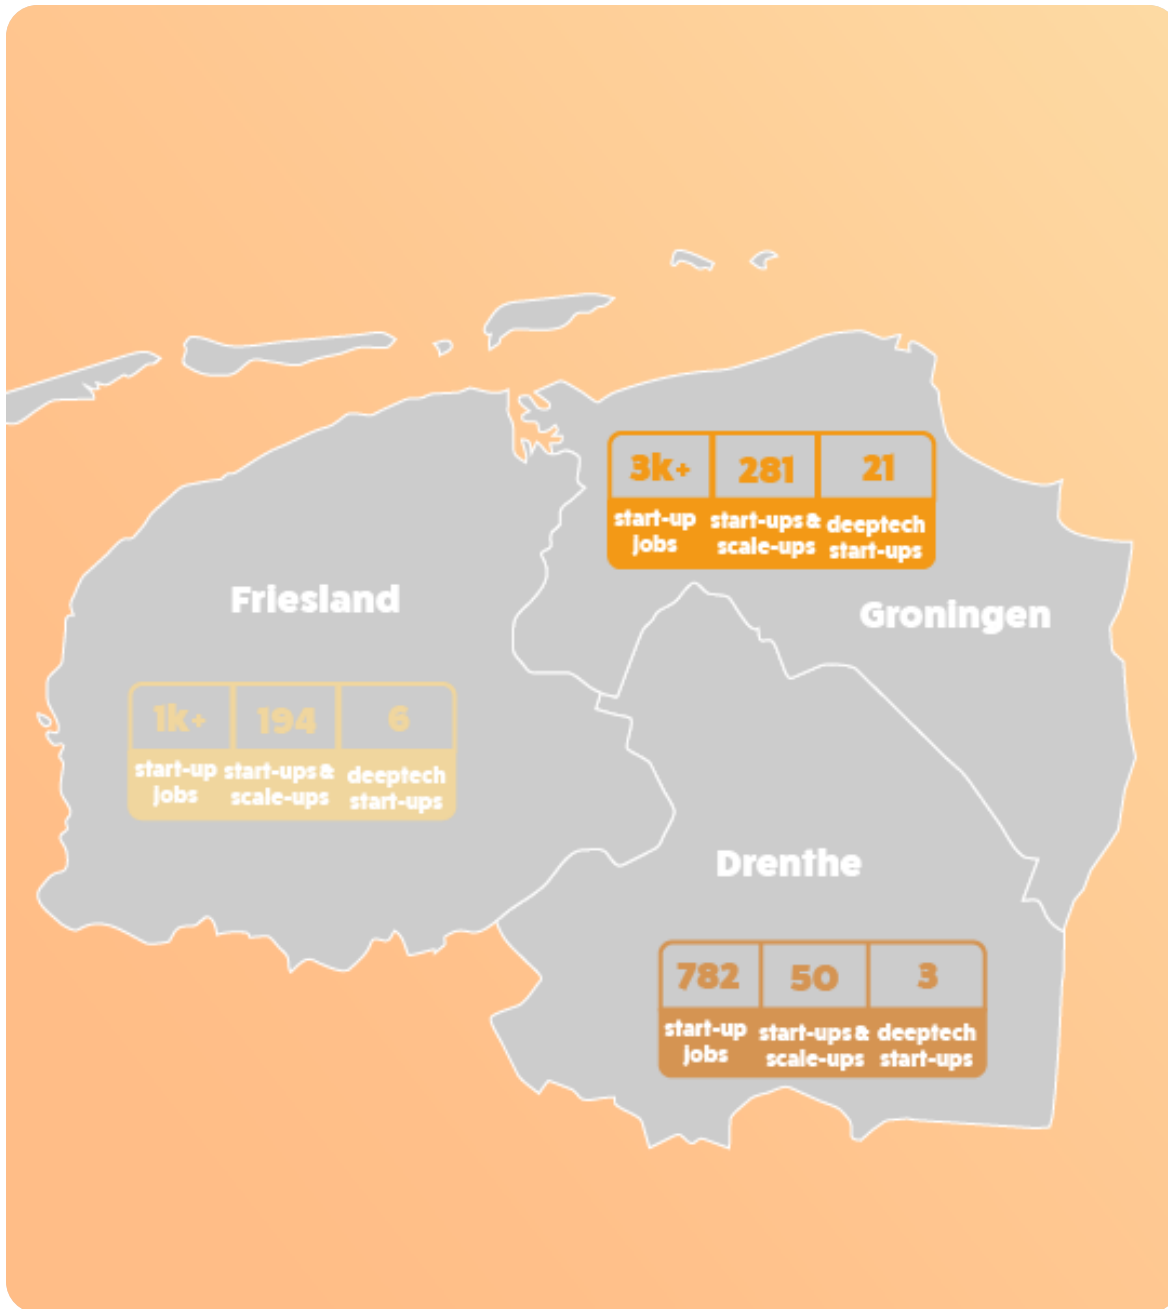 3k+ 281 21
start-up start-ups & deeptech
jobs scale-ups start-ups
Friesland
Groningen
1k+ 194 6
start-up start-ups & deeptech
jobs scale-ups start-ups
Drenthe
782 50 3
start-up start-ups & deeptech
jobs scale-ups start-ups